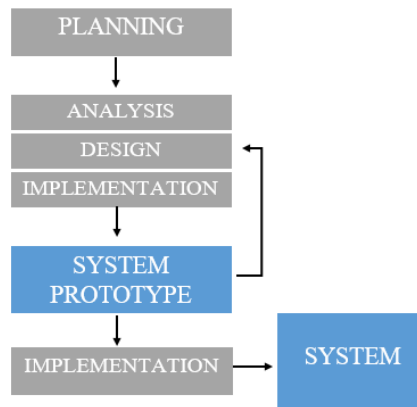 PLANNING
ANALYSIS
DESIGN
IMPLEMENTATION
SYSTEM
PROTOTYPE
IMPLEMENTATION
SYSTEM